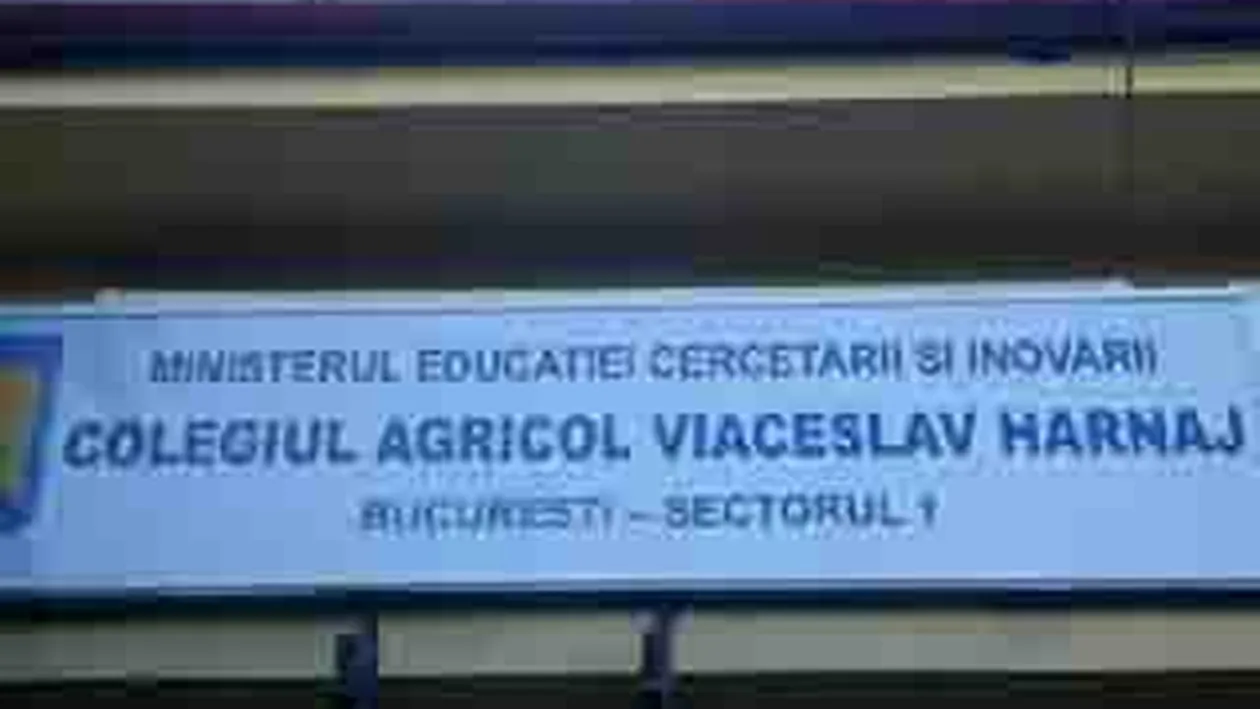 MINISTERUL EDUCATIEI CERCETARII SI INOVARII
COLEGIUL AGRICOL VIACESLAV HARNAJ
BUCURESTI – SECTORUL 1